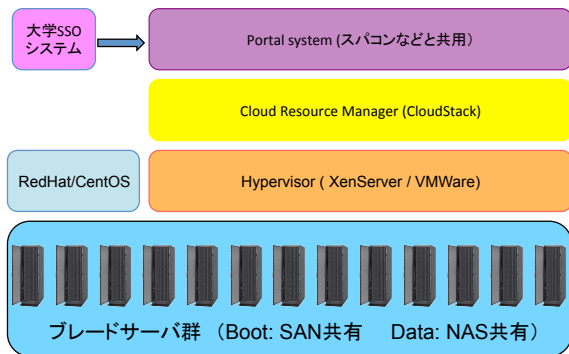 大学SSO
システム
Portal system (スパコンなどと共用）
Cloud Resource Manager (CloudStack)
RedHat/CentOS
Hypervisor ( XenServer / VMWare)
ブレードサーバ群 （Boot: SAN共有　 Data: NAS共有）